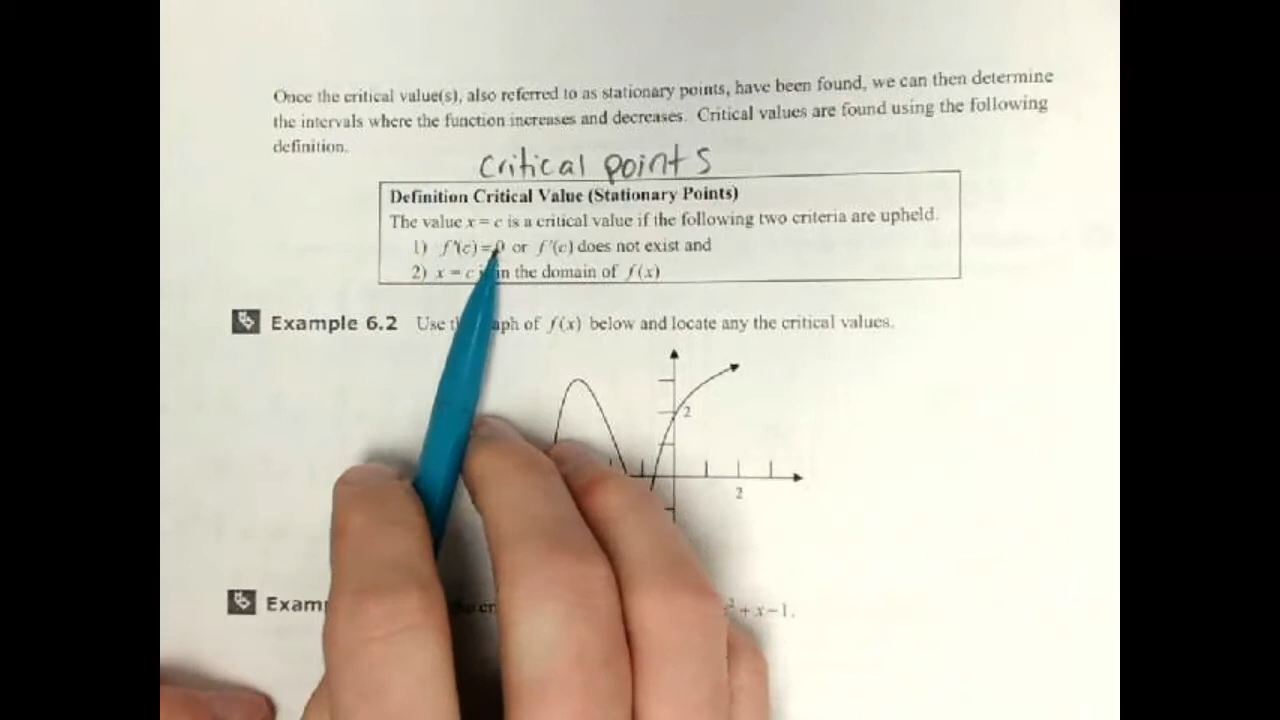 Once the critical value(s), also referred to as stationary points, have been found, we can then determine
the intervals where the function increases and decreases. Critical values are found using the following
definition.
Critical points
Definition Critical Value (Stationary Points)
The value x = c is a critical value if the following two criteria are upheld.
1) f'(c)=0 or f'(c) does not exist and
2) x = c in the domain of f(x)
Example 6.2 Use of f(x) below and locate any the critical values.
2
2
+ x−1.